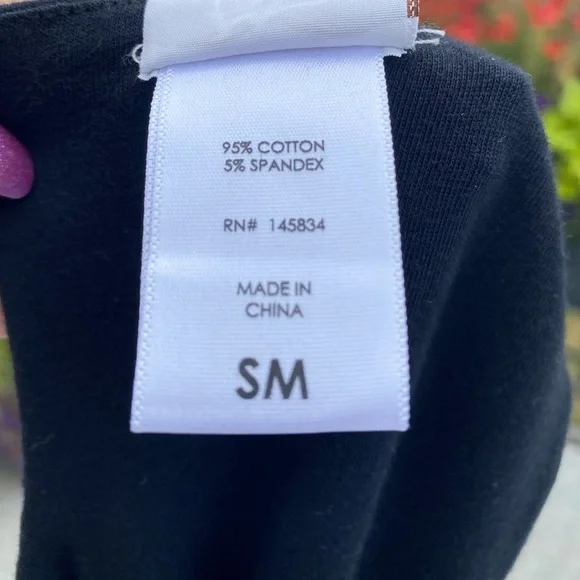 95% COTTON
5% SPANDEX
RN# 145834
MADE IN
CHINA
SM